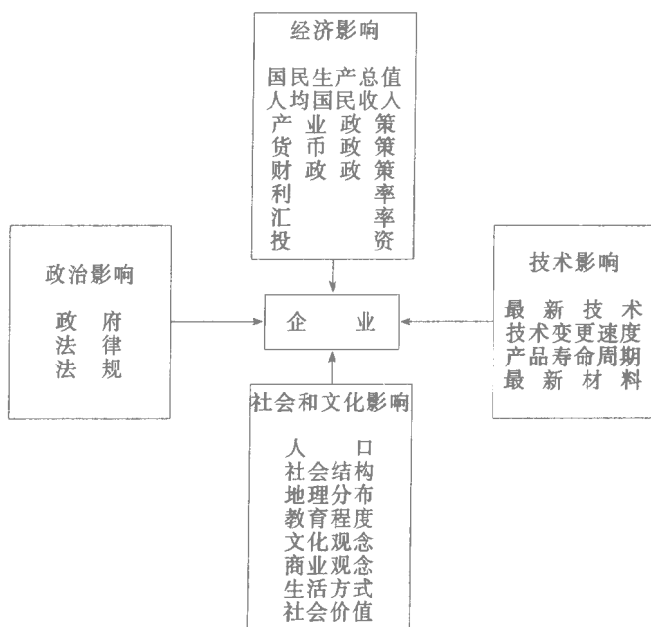 经济影响
国民生产总值
人均国民收入
产业政策
货币政策
财政政策
利率
汇率
投资
政治影响
政府
法律
法规
企业
技术影响
最新技术
技术变更速度
产品寿命周期
最新材料
社会和文化影响
人口
社会结构
地理分布
教育程度
文化观念
商业观念
生活方式
社会价值